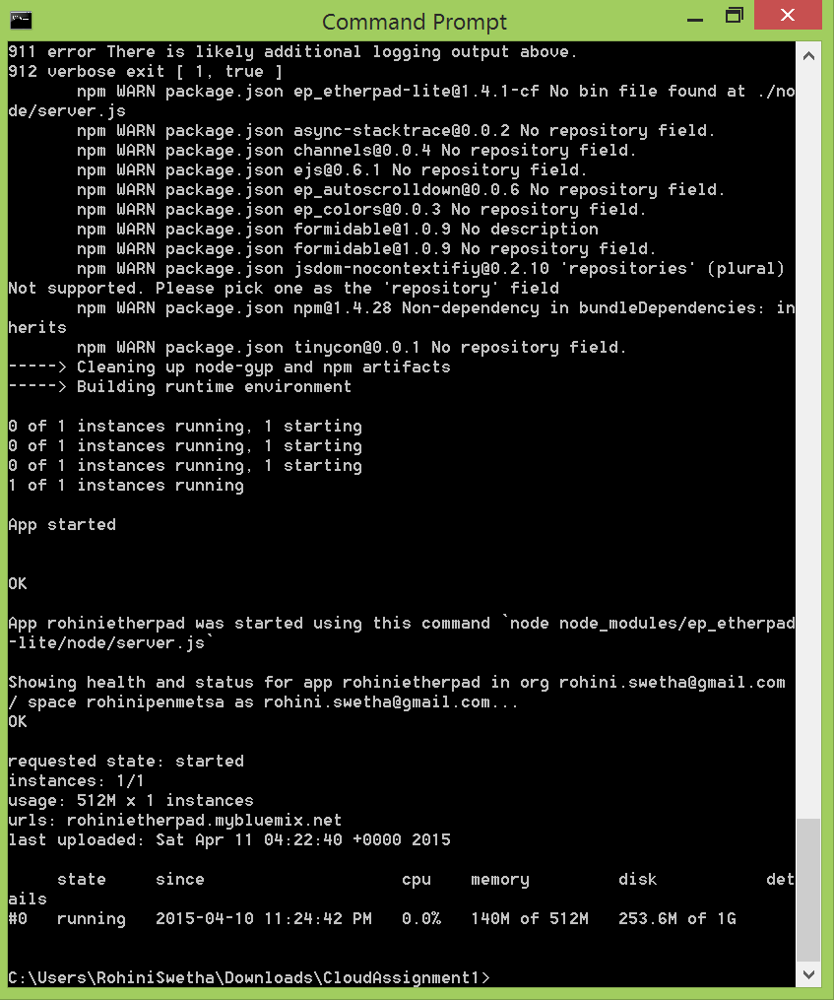 Command Prompt
911 error There is likely additional logging output above.
912 verbose exit [ 1, true ]
       npm WARN package.json ep_etherpad-lite@1.4.1-cf No bin file found at ./no
de/server.js
       npm WARN package.json async-stacktrace@0.0.2 No repository field.
       npm WARN package.json channels@0.0.4 No repository field.
       npm WARN package.json ejs@0.6.1 No repository field.
       npm WARN package.json ep_autoscrolldown@0.0.6 No repository field.
       npm WARN package.json ep_colors@0.0.3 No repository field.
       npm WARN package.json formidable@1.0.9 No description
       npm WARN package.json formidable@1.0.9 No repository field.
       npm WARN package.json jsdom-nocontextifiy@0.2.10 'repositories' (plural)
Not supported. Please pick one as the 'repository' field
       npm WARN package.json npm@1.4.28 Non-dependency in bundleDependencies: in
herits
       npm WARN package.json tinycon@0.0.1 No repository field.
-----> Cleaning up node-gyp and npm artifacts
-----> Building runtime environment
0 of 1 instances running, 1 starting
0 of 1 instances running, 1 starting
0 of 1 instances running, 1 starting
1 of 1 instances running
App started
OK
App rohinietherpad was started using this command `node node_modules/ep_etherpad
-lite/node/server.js`
Showing health and status for app rohinietherpad in org rohini.swetha@gmail.com
/ space rohinipenmetsa as rohini.swetha@gmail.com...
OK
requested state: started
instances: 1/1
usage: 512M x 1 instances
urls: rohinietherpad.mybluemix.net
last uploaded: Sat Apr 11 04:22:40 +0000 2015
     state     since                    cpu    memory         disk           det
ails
#0   running   2015-04-10 11:24:42 PM   0.0%   140M of 512M   253.6M of 1G
C:\Users\RohiniSwetha\Downloads\CloudAssignment1>